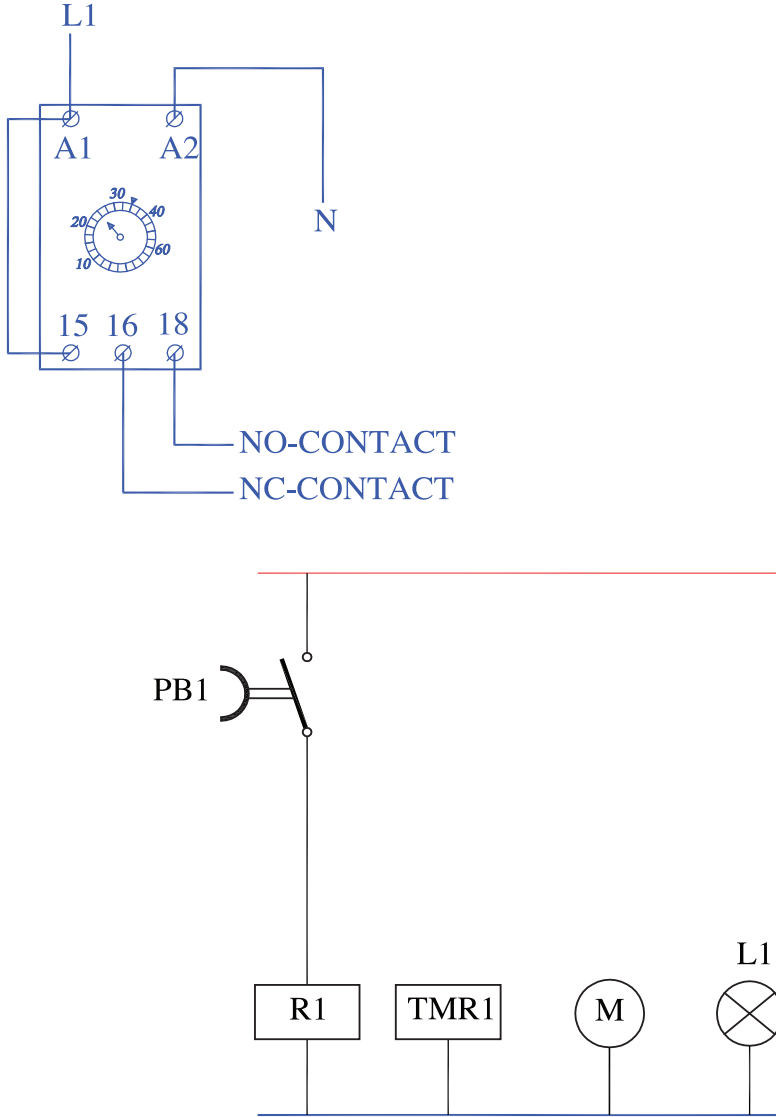 L1
A1 A2
30
20 40
10 60
N
15 16 18
NO-CONTACT
NC-CONTACT
PB1
L1
R1 TMR1 M